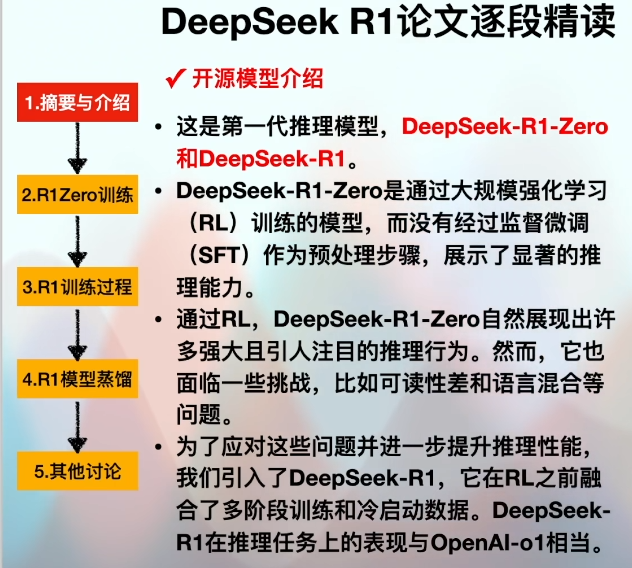 DeepSeek R1论文逐段精读
✓ 开源模型介绍
1.摘要与介绍
2.R1Zero训练
3.R1训练过程
4.R1模型蒸馏
5.其他讨论
• 这是第一代推理模型，DeepSeek-R1-Zero
和DeepSeek-R1。
• DeepSeek-R1-Zero是通过大规模强化学习
（RL）训练的模型，而没有经过监督微调
（SFT）作为预处理步骤，展示了显著的推
理能力。
• 通过RL，DeepSeek-R1-Zero自然展现出许
多强大且引人注目的推理行为。然而，它也
面临一些挑战，比如可读性差和语言混合等
问题。
• 为了应对这些问题并进一步提升推理性能，
我们引入了DeepSeek-R1，它在RL之前融
合了多阶段训练和冷启动数据。DeepSeek-
R1在推理任务上的表现与OpenAI-o1相当。